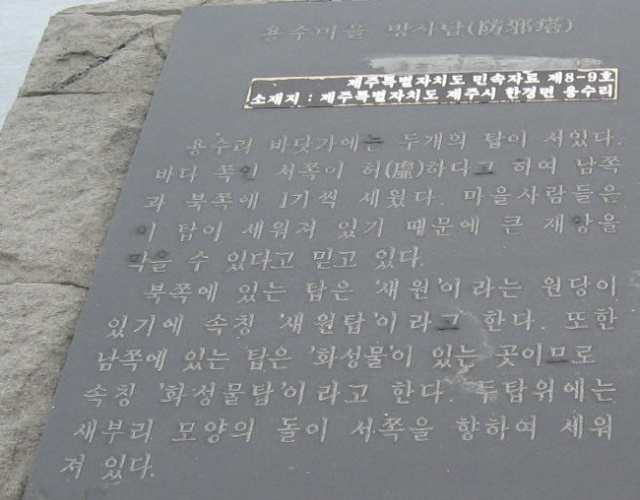 용수마을 방사탑(防邪塔)
제주특별자치도 민속자료 제8-9호
소재지 : 제주특별자치도 제주시 한경면 용수리
용수리 바닷가에는 두개의 탑이 서있다.
바다 쪽인 서쪽이 허(虛)하다고 하여 남쪽
과 북쪽에 1기씩 세웠다. 마을사람들은
이 탑이 세워져 있기 때문에 큰 재앙을
막을 수 있다고 믿고 있다.
북쪽에 있는 탑은 '새원'이라는 원당이
있기에 속칭 '새원탑'이라고 한다. 또한
남쪽에 있는 탑은 '화성물'이 있는 곳이므로
속칭 '화성물탑'이라고 한다. 두탑위에는
새부리 모양의 돌이 서쪽을 향하여 세워
져 있다.